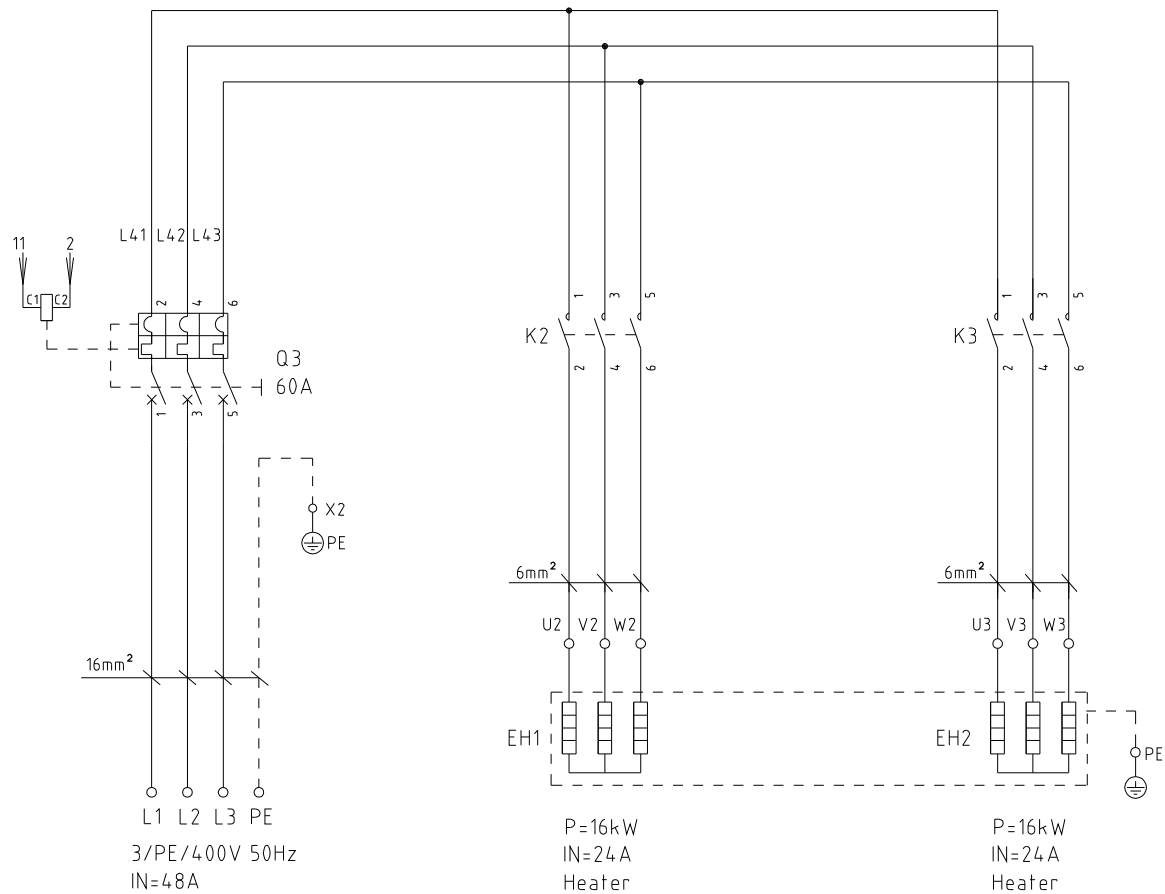 L41 L42 L43
11 2
C1 C2
2 4 6
Q3
60A
1 3 5
X2
PE
16mm²
L1 L2 L3 PE
3/PE/400V 50Hz
IN=48A
1 3 5
K2
2 4 6
6mm²
U2 V2 W2
EH1
P=16kW
IN=24A
Heater
1 3 5
K3
2 4 6
6mm²
U3 V3 W3
EH2
PE
P=16kW
IN=24A
Heater